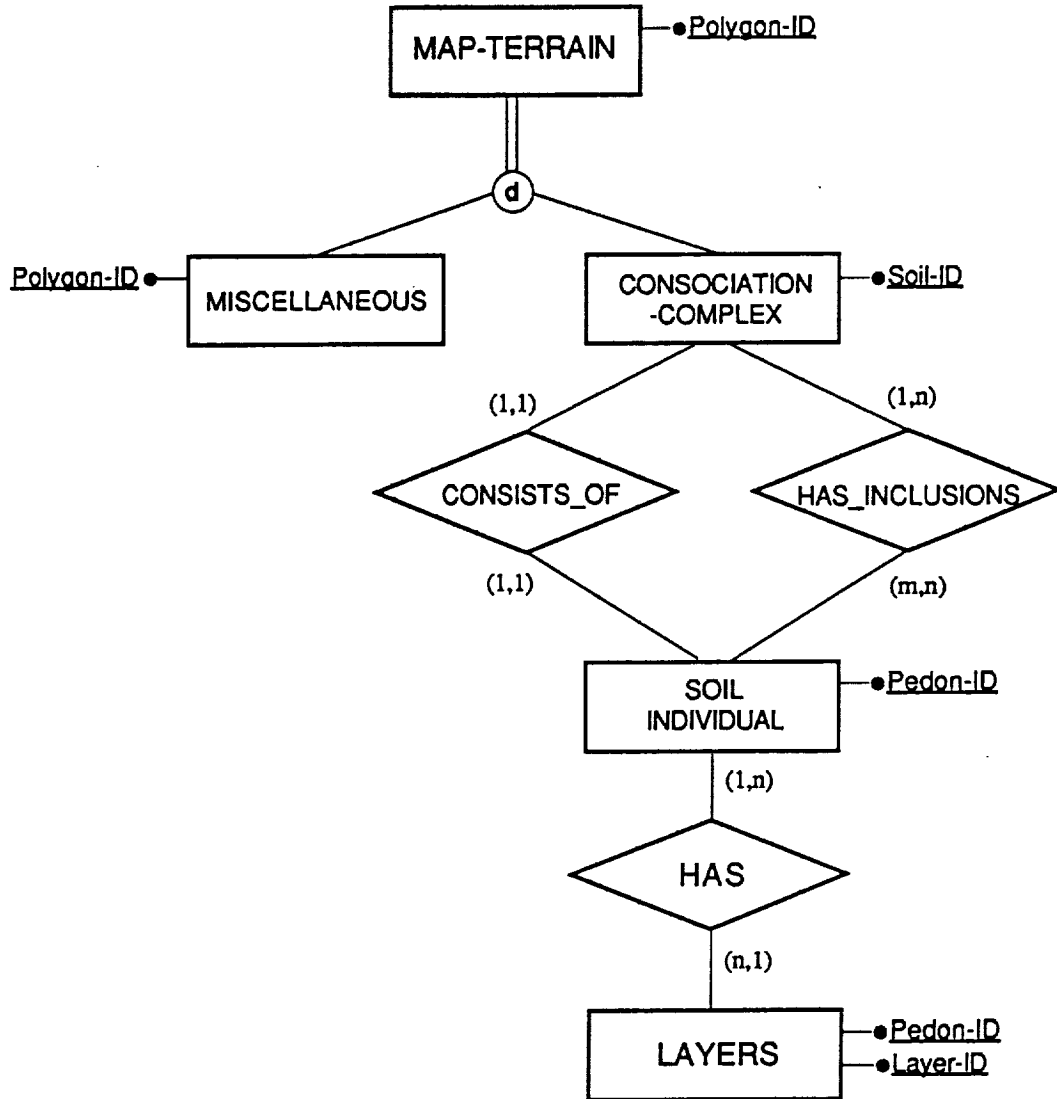 MAP-TERRAIN
Polygon-ID
d
Polygon-ID
MISCELLANEOUS
CONSOCIATION
-COMPLEX
Soil-ID
(1,1)
(1,n)
CONSISTS_OF
HAS_INCLUSIONS
(1,1)
(m,n)
SOIL
INDIVIDUAL
Pedon-ID
(1,n)
HAS
(n,1)
LAYERS
Pedon-ID
Layer-ID